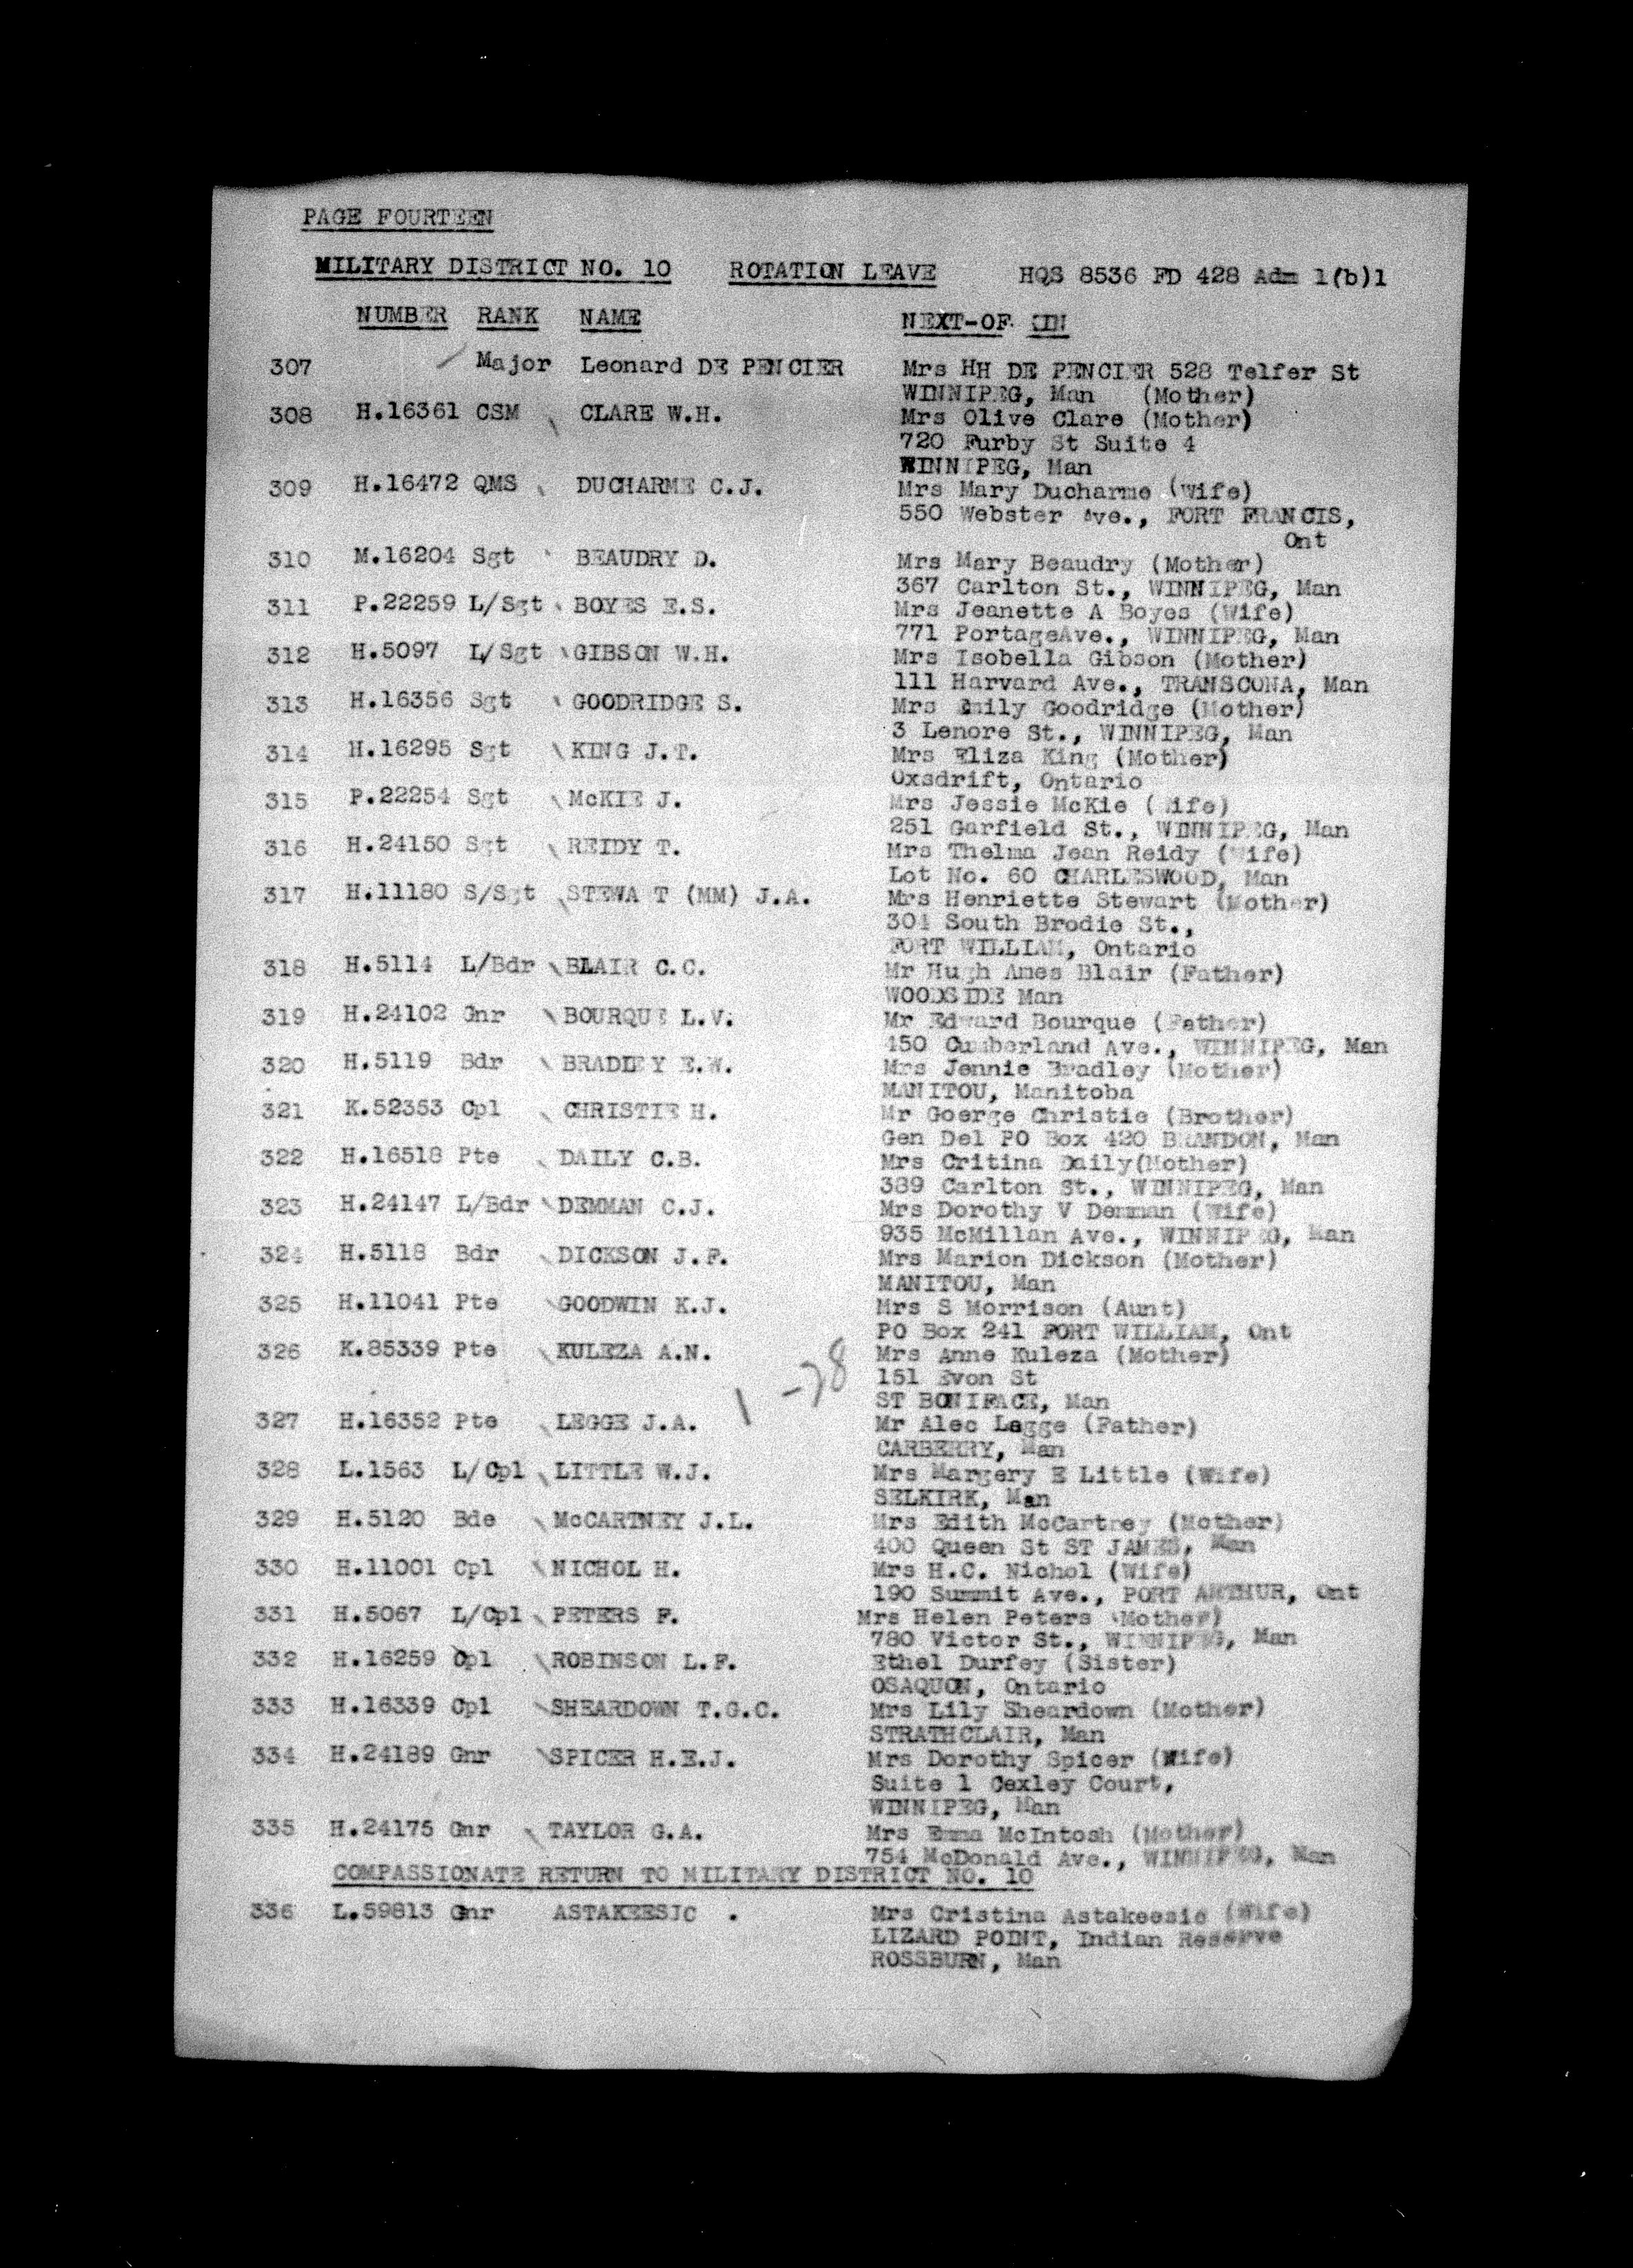 PAGE FOURTEEN
MILITARY DISTRICT NO. 10 ROTATION LEAVE HQS 8536 FD 428 Adm 1(b)1
NUMBER RANK NAME NEXT-OF KIN
307 Major Leonard DE PENCIER Mrs HH DE PENCIER 528 Telfer St
WINNIPEG, Man (Mother)
308 H.16361 CSM CLARE W.H. Mrs Olive Clare (Mother)
720 Furby St Suite 4
WINNIPEG, Man
309 H.16472 QMS DUCHARME C.J. Mrs Mary Ducharme (Wife)
550 Webster Ave., FORT FRANCIS,
Ont
310 M.16204 Sgt BEAUDRY D. Mrs Mary Beaudry (Mother)
367 Carlton St., WINNIPEG, Man
311 P.22259 L/Sgt BOYES E.S. Mrs Jeanette A Boyes (Wife)
771 PortageAve., WINNIPEG, Man
312 H.5097 L/Sgt GIBSON W.H. Mrs Isobella Gibson (Mother)
111 Harvard Ave., TRANSCONA, Man
313 H.16356 Sgt GOODRIDGE S. Mrs Emily Goodridge (Mother)
3 Lenore St., WINNIPEG, Man
314 H.16295 Sgt KING J.T. Mrs Eliza King (Mother)
Oxsdrift, Ontario
315 P.22254 Sgt McKIE J. Mrs Jessie McKie (Wife)
251 Garfield St., WINNIPEG, Man
316 H.24150 Sgt REIDY T. Mrs Thelma Jean Reidy (Wife)
Lot No. 60 CHARLESWOOD, Man
317 H.11180 S/Sgt STEWA T (MM) J.A. Mrs Henriette Stewart (Mother)
304 South Brodie St.,
FORT WILLIAM, Ontario
318 H.5114 L/Bdr BLAIR C.C. Mr Hugh Ames Blair (Father)
WOODSIDE Man
319 H.24102 Gnr BOURQUE L.V. Mr Edward Bourque (Father)
450 Cumberland Ave., WINNIPEG, Man
320 H.5119 Bdr BRADLEY E.W. Mrs Jennie Bradley (Mother)
MANITOU, Manitoba
321 K.52353 Cpl CHRISTIE H. Mr Goerge Christie (Brother)
Gen Del PO Box 420 BRANDON, Man
322 H.16518 Pte DAILY C.B. Mrs Critina Daily(Mother)
389 Carlton St., WINNIPEG, Man
323 H.24147 L/Bdr DEMMAN C.J. Mrs Dorothy V Demman (Wife)
935 McMillan Ave., WINNIPEG, Man
324 H.5118 Bdr DICKSON J.F. Mrs Marion Dickson (Mother)
MANITOU, Man
325 H.11041 Pte GOODWIN K.J. Mrs S Morrison (Aunt)
PO Box 241 FORT WILLIAM, Ont
326 K.85339 Pte KULEZA A.N. Mrs Anne Kuleza (Mother)
151 Evon St
1 -28 ST BONIFACE, Man
327 H.16352 Pte LEGGE J.A. Mr Alec Legge (Father)
CARBERRY, Man
328 L.1563 L/Cpl LITTLE W.J. Mrs Margery E Little (Wife)
SELKIRK, Man
329 H.5120 Bde McCARTNEY J.L. Mrs Edith McCartney (Mother)
400 Queen St ST JAMES, Man
330 H.11001 Cpl NICHOL H. Mrs H.C. Nichol (Wife)
190 Summit Ave., PORT ARTHUR, Ont
331 H.5067 L/Cpl PETERS F. Mrs Helen Peters (Mother)
780 Victor St., WINNIPEG, Man
332 H.16259 Cpl ROBINSON L.F. Ethel Durfey (Sister)
OSAQUON, Ontario
333 H.16339 Cpl SHEARDOWN T.G.C. Mrs Lily Sheardown (Mother)
STRATHCLAIR, Man
334 H.24189 Gnr SPICER H.E.J. Mrs Dorothy Spicer (Wife)
Suite 1 Cexley Court,
WINNIPEG, Man
335 H.24175 Gnr TAYLOR G.A. Mrs Emma McIntosh (Mother)
754 McDonald Ave., WINNIPEG, Man
COMPASSIONATE RETURN TO MILITARY DISTRICT NO. 10
336 L.59813 Gnr ASTAKEESIC . Mrs Cristina Astakeesic (Wife)
LIZARD POINT, Indian Reserve
ROSSBURN, Man